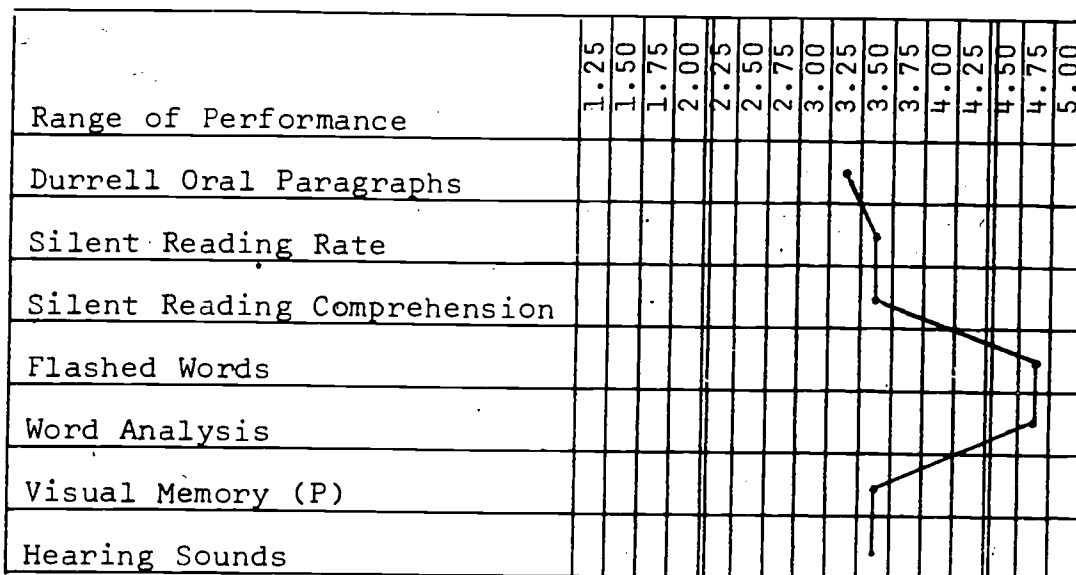 1.25 1.50 1.75 2.00 2.25 2.50 2.75 3.00 3.25 3.50 3.75 4.00 4.25 4.50 4.75 5.00
Range of Performance
Durrell Oral Paragraphs
Silent Reading Rate
Silent Reading Comprehension
Flashed Words
Word Analysis
Visual Memory (P)
Hearing Sounds